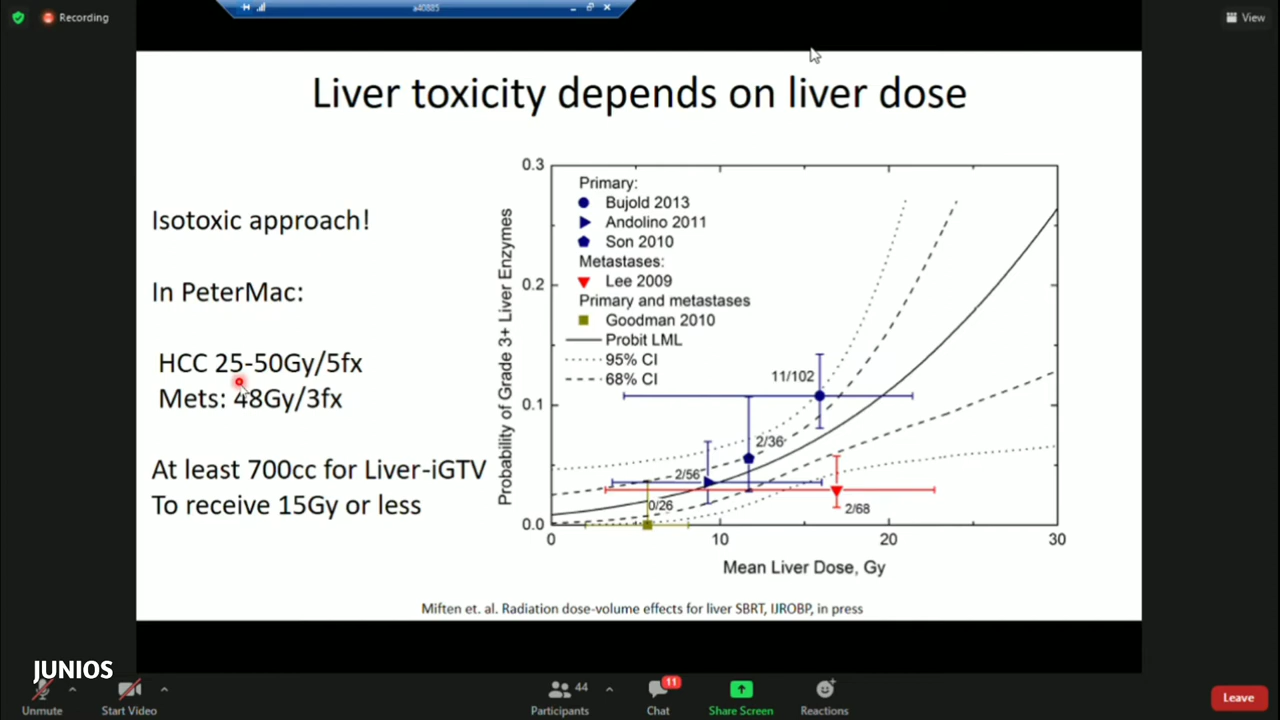 Recording
a40885
View
Liver toxicity depends on liver dose
Isotoxic approach!
In PeterMac:
HCC 25-50Gy/5fx
Mets: 48Gy/3fx
At least 700cc for Liver-iGTV
To receive 15Gy or less
Probability of Grade 3+ Liver Enzymes
0.3
0.2
0.1
0.0
Primary:
Bujold 2013
Andolino 2011
Son 2010
Metastases:
Lee 2009
Primary and metastases
Goodman 2010
Probit LML
95% CI
68% CI
11/102
2/36
2/56
0/26
2/68
0
10
20
30
Mean Liver Dose, Gy
Miften et. al. Radiation dose-volume effects for liver SBRT, IJROBP, in press
JUNIOS
Unmute
Start Video
44
Participants
11
Chat
Share Screen
Reactions
Leave